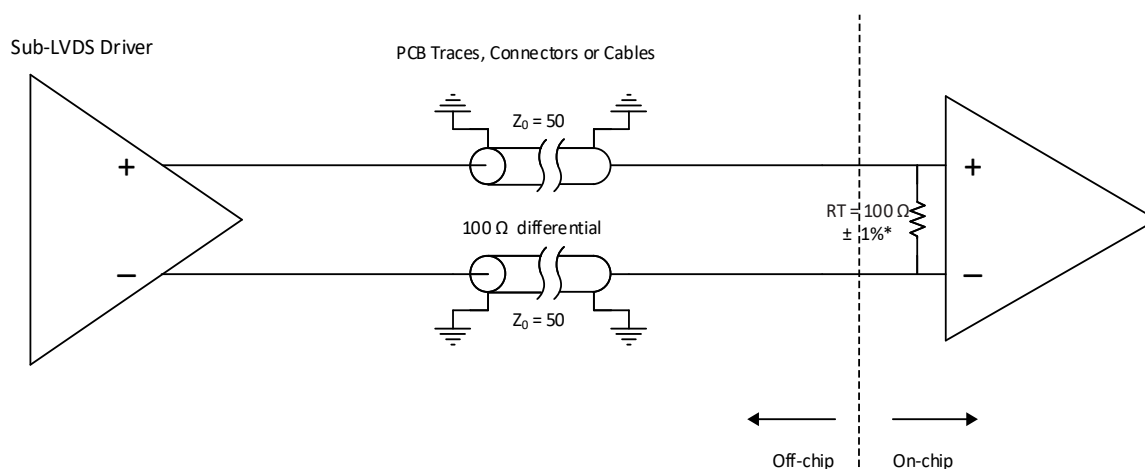 Sub-LVDS Driver
PCB Traces, Connectors or Cables
Z₀ = 50
+
+
RT = 100 Ω
± 1%*
100 Ω differential
−
−
Z₀ = 50
Off-chip
On-chip